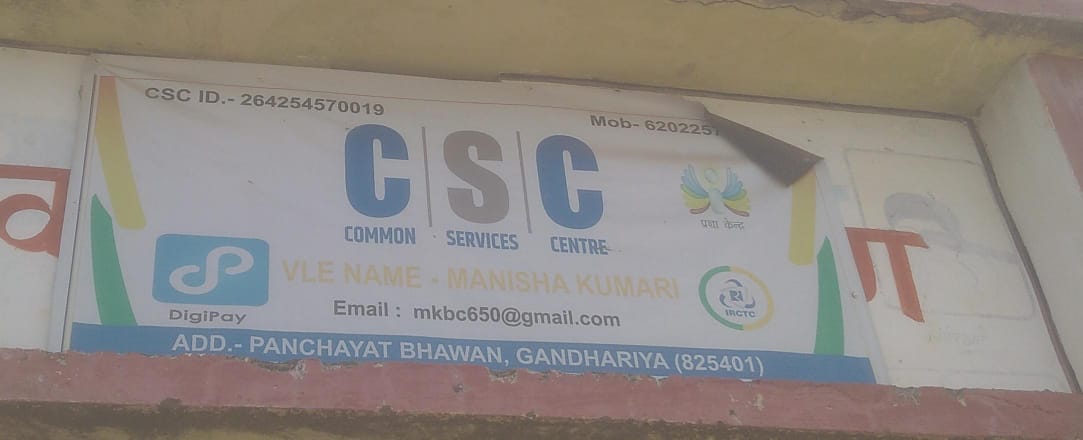 CSC ID.- 264254570019
Mob- 6202257
CSC
COMMON SERVICES CENTRE
प्रज्ञा केन्द्र
DigiPay
VLE NAME - MANISHA KUMARI
Email : mkbc650@gmail.com
IRCTC
ADD.- PANCHAYAT BHAWAN, GANDHARIYA (825401)